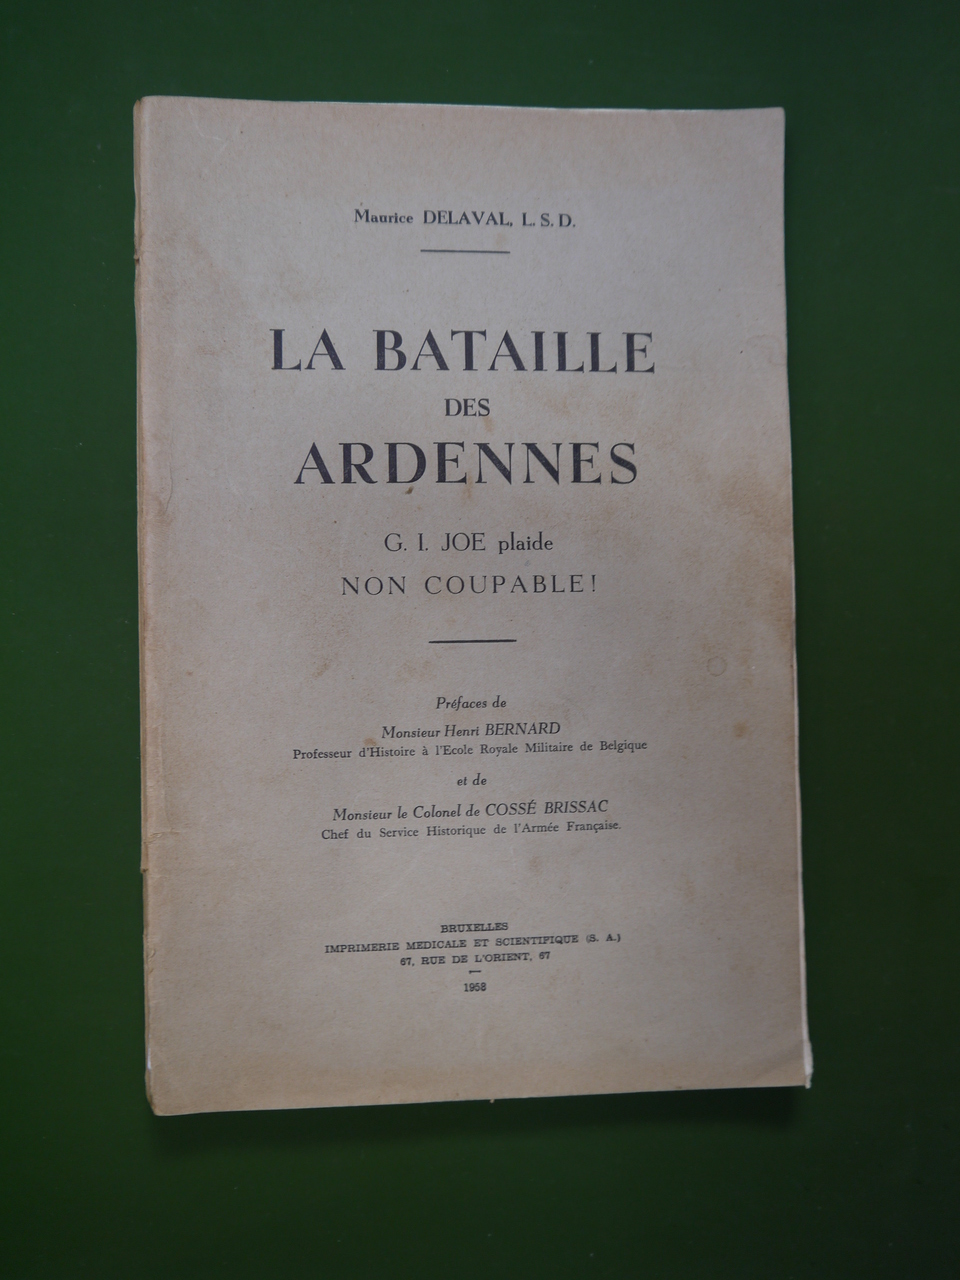 Maurice DELAVAL, L. S. D.
LA BATAILLE
DES
ARDENNES
G. I. JOE plaide
NON COUPABLE!
Préfaces de
Monsieur Henri BERNARD
Professeur d'Histoire à l'Ecole Royale Militaire de Belgique
et de
Monsieur le Colonel de COSSÉ BRISSAC
Chef du Service Historique de l'Armée Française.
BRUXELLES
IMPRIMERIE MEDICALE ET SCIENTIFIQUE (S. A.)
67, RUE DE L'ORIENT, 67
1958